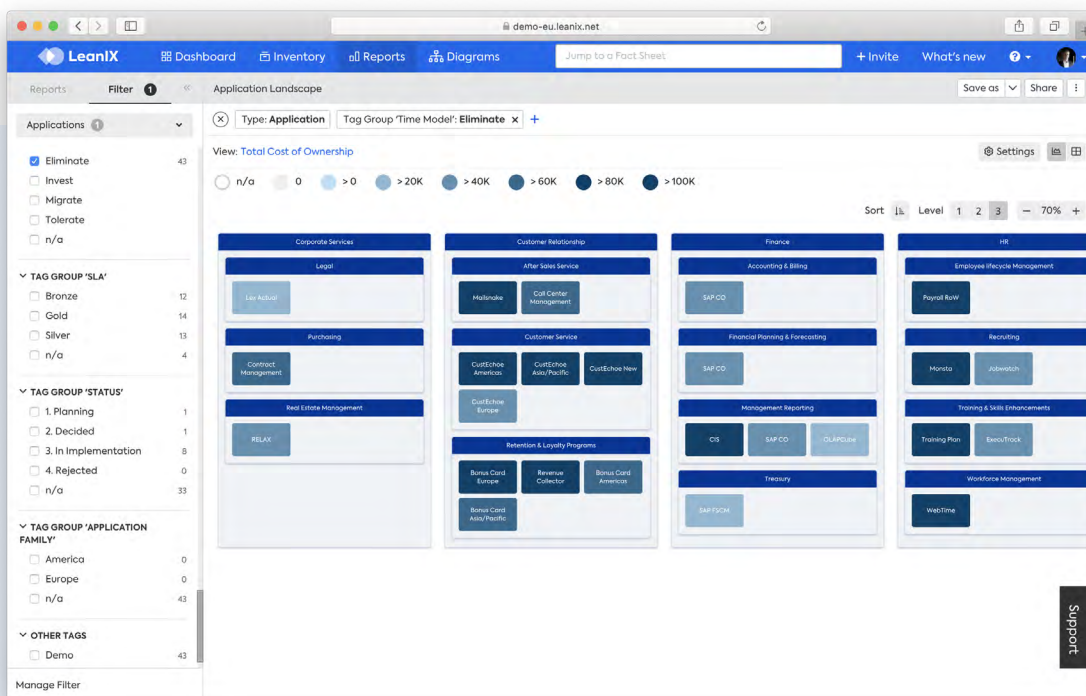 demo-eu.leanix.net
LeanIX
Dashboard
Inventory
Reports
Diagrams
Jump to a Fact Sheet
+ Invite
What's new
?
Reports
Filter 1
«
Application Landscape
Save as
Share
Applications 1
Type: Application
Tag Group 'Time Model': Eliminate × +
View: Total Cost of Ownership
Settings
n/a
0
>0
>20K
>40K
>60K
>80K
>100K
Sort
Level 1 2 3
− 70% +
Eliminate 43
Invest
Migrate
Tolerate
n/a
TAG GROUP 'SLA'
Bronze 12
Gold 14
Silver 13
n/a 4
TAG GROUP 'STATUS'
1. Planning 1
2. Decided 1
3. In Implementation 8
4. Rejected 0
n/a 33
TAG GROUP 'APPLICATION
FAMILY'
America 0
Europe 0
n/a 43
OTHER TAGS
Demo 43
Manage Filter
Corporate Services
Legal
Lex Actual
Purchasing
Contract
Management
Real Estate Management
RELAX
Customer Relationship
After Sales Service
Mailsnake
Call Center
Management
Customer Service
CustEchoe
Americas
CustEchoe
Asia/Pacific
CustEchoe New
CustEchoe
Europe
Retention & Loyalty Programs
Bonus Card
Europe
Revenue
Collector
Bonus Card
Americas
Bonus Card
Asia/Pacific
Finance
Accounting & Billing
SAP CO
Financial Planning & Forecasting
SAP CO
Management Reporting
CIS
SAP CO
OLAPCube
Treasury
SAP FSCM
HR
Employee lifecycle Management
Payroll RoW
Recruiting
Monsta
Jobwatch
Training & Skills Enhancements
Training Plan
ExecuTrack
Workforce Management
WebTime
Support